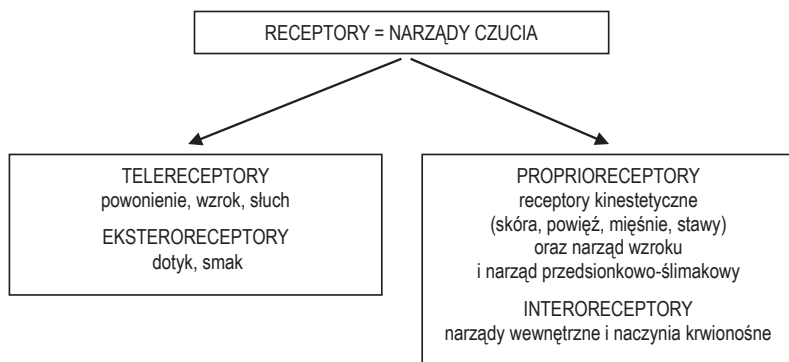 RECEPTORY = NARZĄDY CZUCIA
TELERECEPTORY
powonienie, wzrok, słuch
EKSTERORECEPTORY
dotyk, smak
PROPRIORECEPTORY
receptory kinestetyczne
(skóra, powięź, mięśnie, stawy)
oraz narząd wzroku
i narząd przedsionkowo-ślimakowy
INTERORECEPTORY
narządy wewnętrzne i naczynia krwionośne